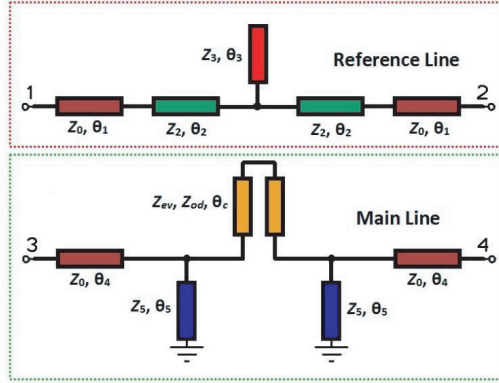 Z3, θ3
Reference Line
1
2
Z0, θ1
Z2, θ2
Z2, θ2
Z0, θ1
Zev, Zod, θc
Main Line
3
4
Z0, θ4
Z0, θ4
Z5, θ5
Z5, θ5